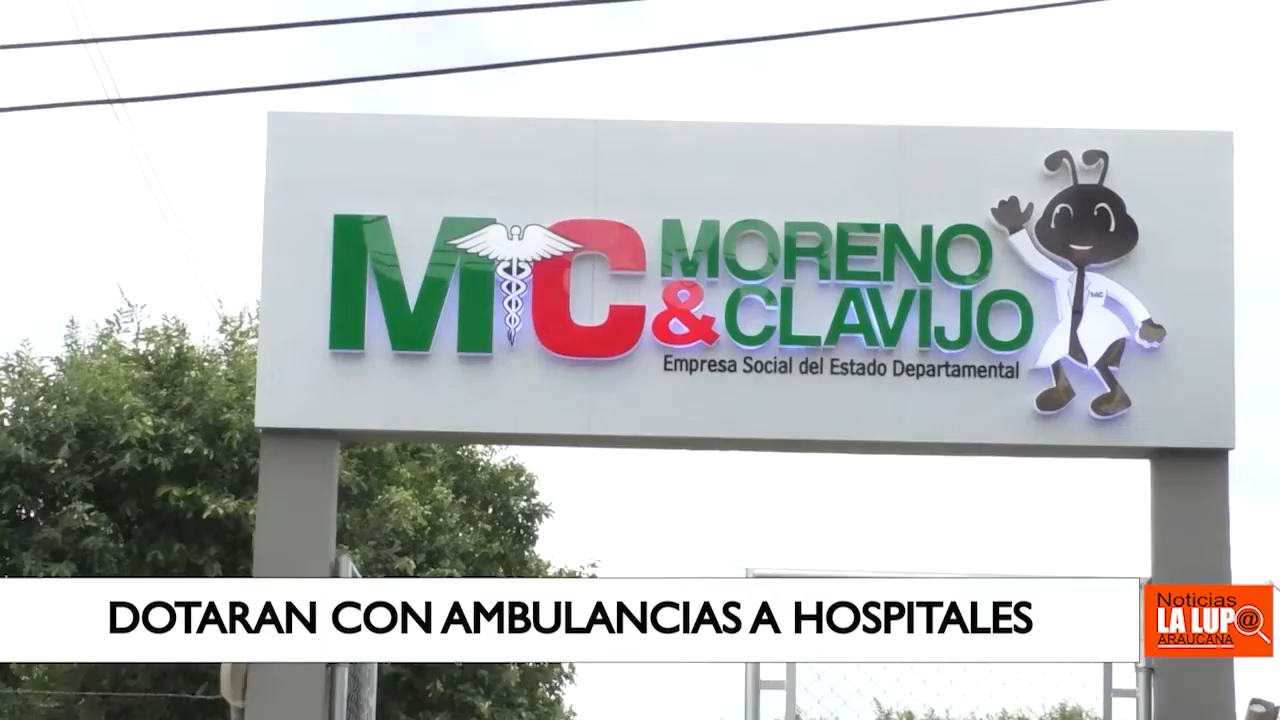 MC MORENO
& CLAVIJO
Empresa Social del Estado Departamental
MC
DOTARAN CON AMBULANCIAS A HOSPITALES
Noticias
LA LUP@
ARAUCANA